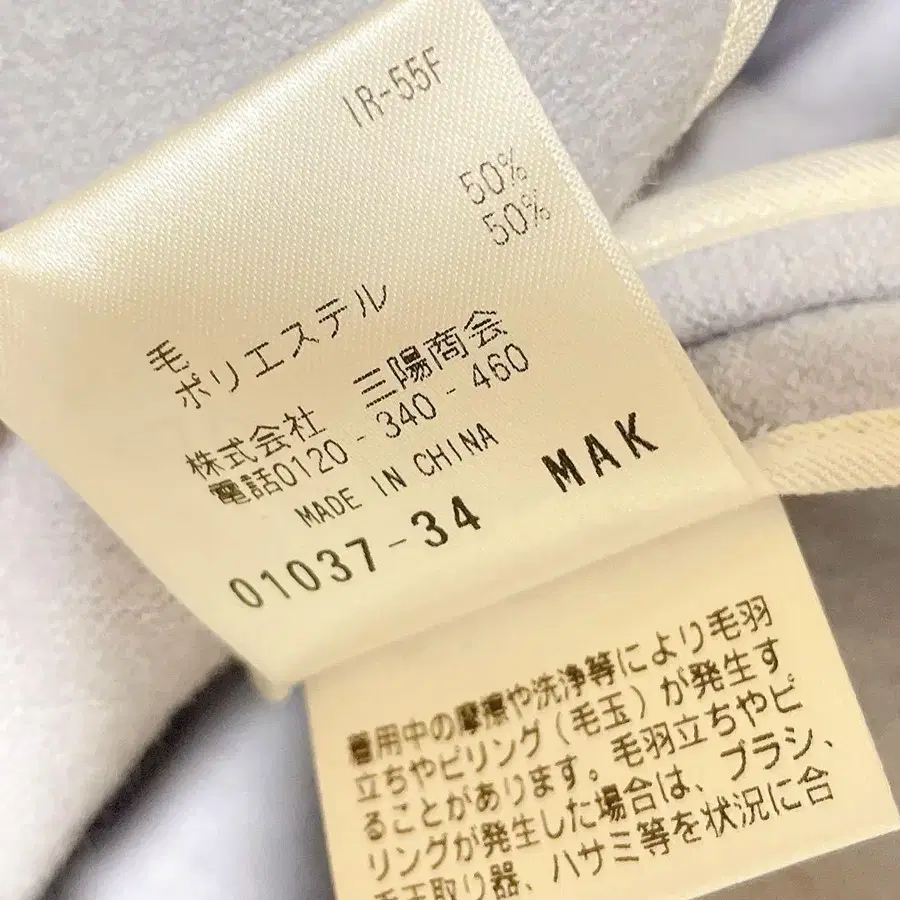 IR-55F
50%
50%
毛
ポリエステル
株式会社 三陽商会
電話0120-340-460
MADE IN CHINA
01037-34 MAK
着用中の摩擦や洗浄等により毛羽
立ちやピリング(毛玉)が発生す
ることがあります。毛羽立ちやピ
リングが発生した場合は、ブラシ、
毛玉取り器、ハサミ等を状況に合